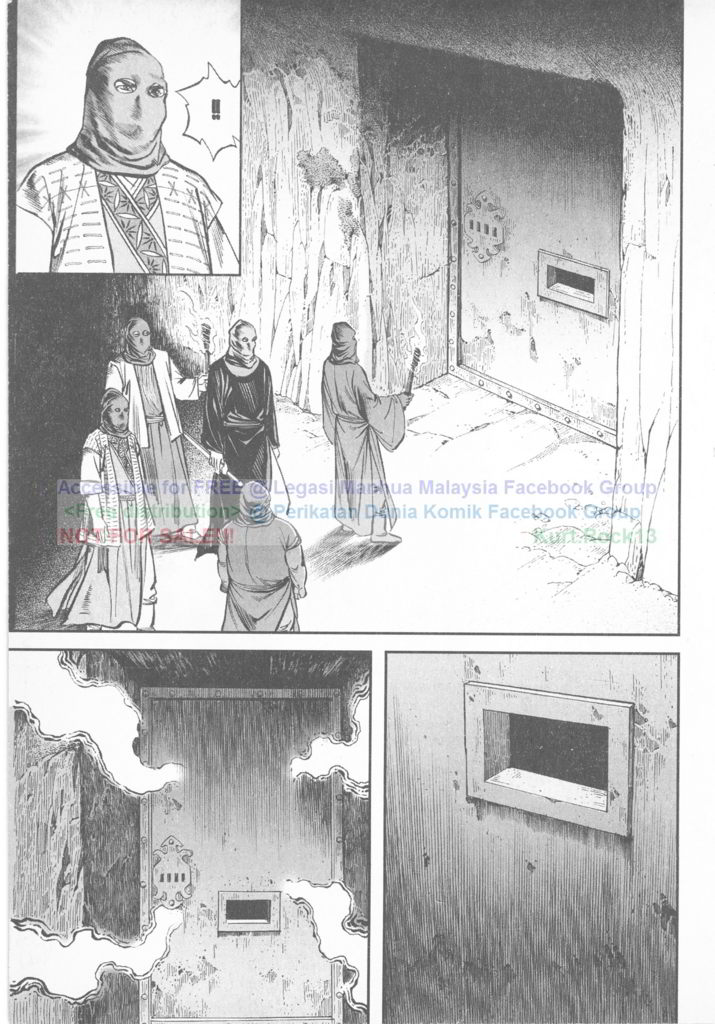 !!
Accessible for FREE @ Legasi Manhua Malaysia Facebook Group
<Free distribution> @ Perikatan Dunia Komik Facebook Group
NOT FOR SALE!!! Kurt Rock13